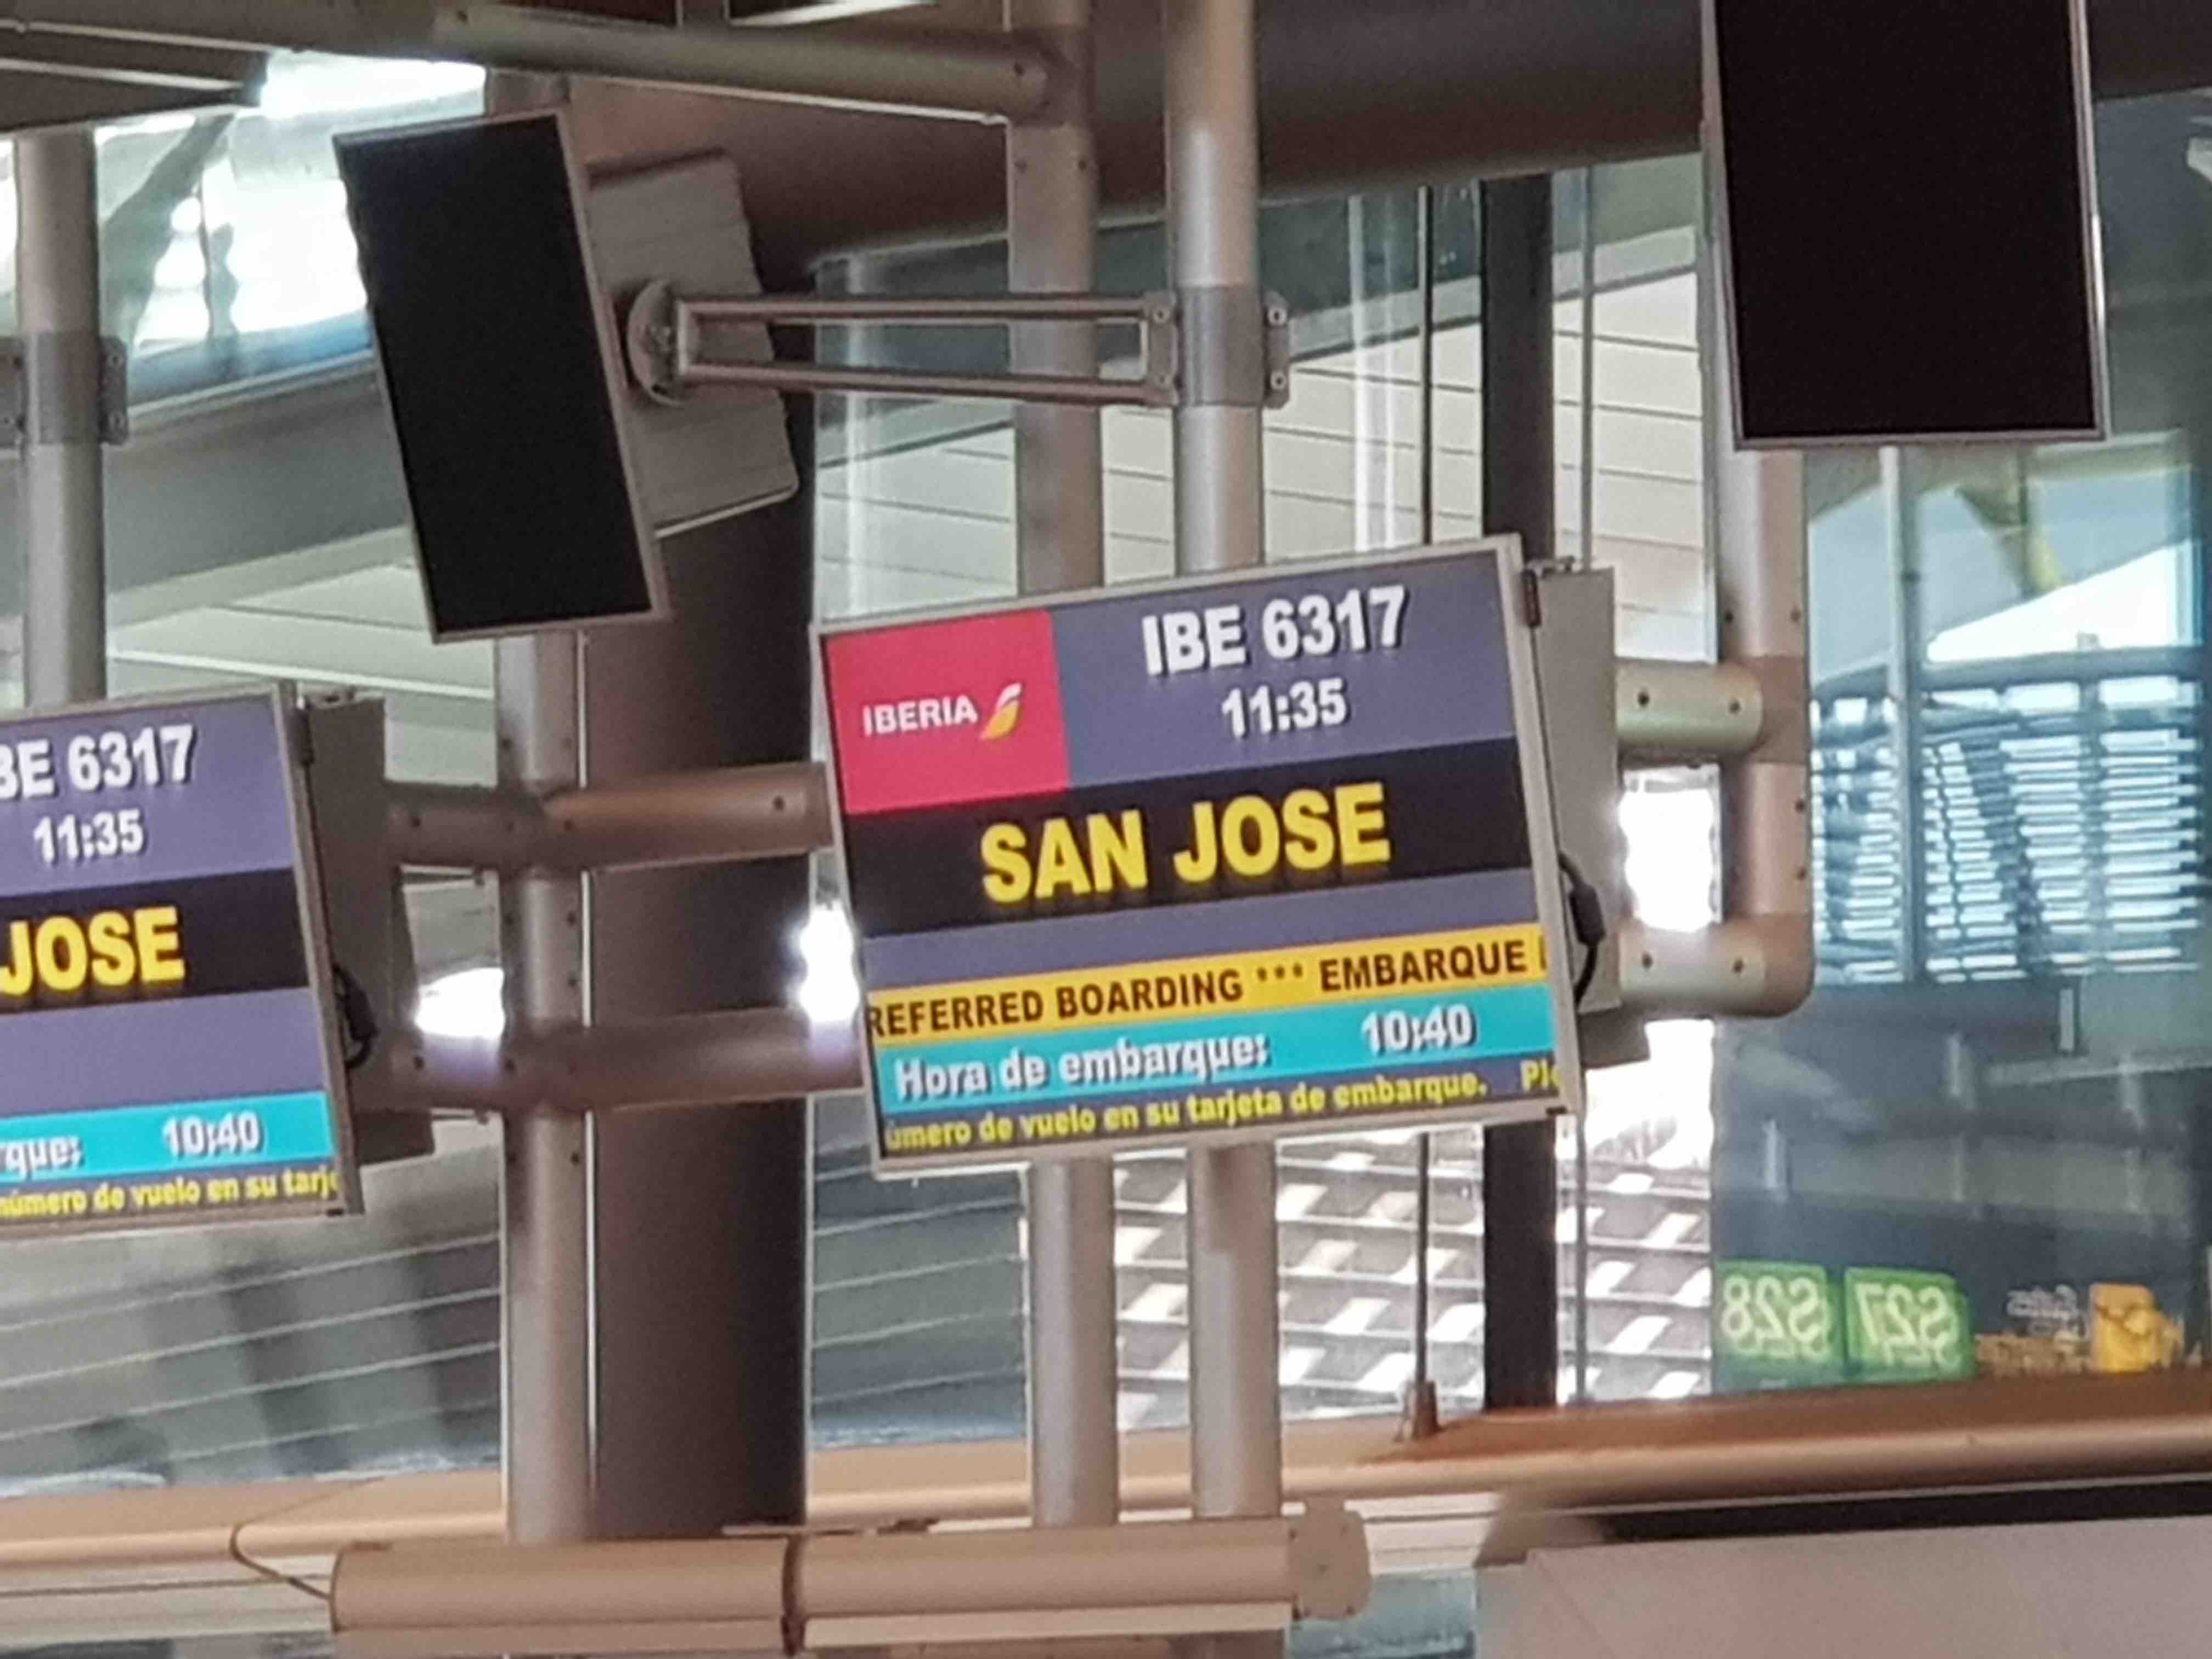 BE 6317
11:35
JOSE
rque: 10:40
número de vuelo en su tarje
IBERIA
IBE 6317
11:35
SAN JOSE
REFERRED BOARDING *** EMBARQUE
Hora de embarque: 10:40
úmero de vuelo en su tarjeta de embarque. Ple
S28 S27